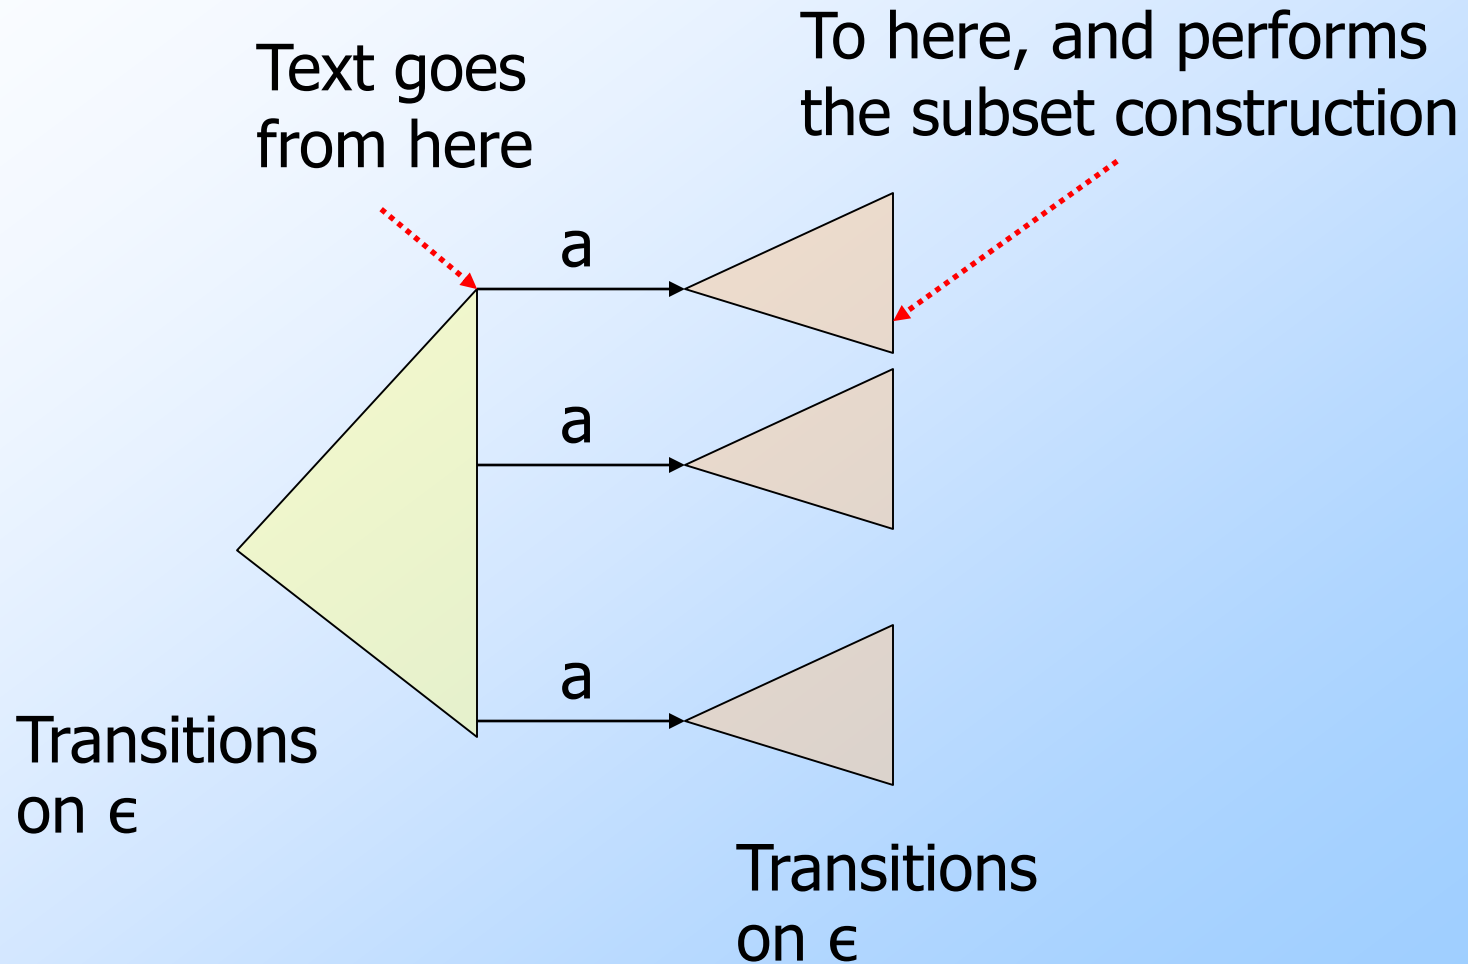 Text goes
from here
To here, and performs
the subset construction
a
a
a
Transitions
on ϵ
Transitions
on ϵ